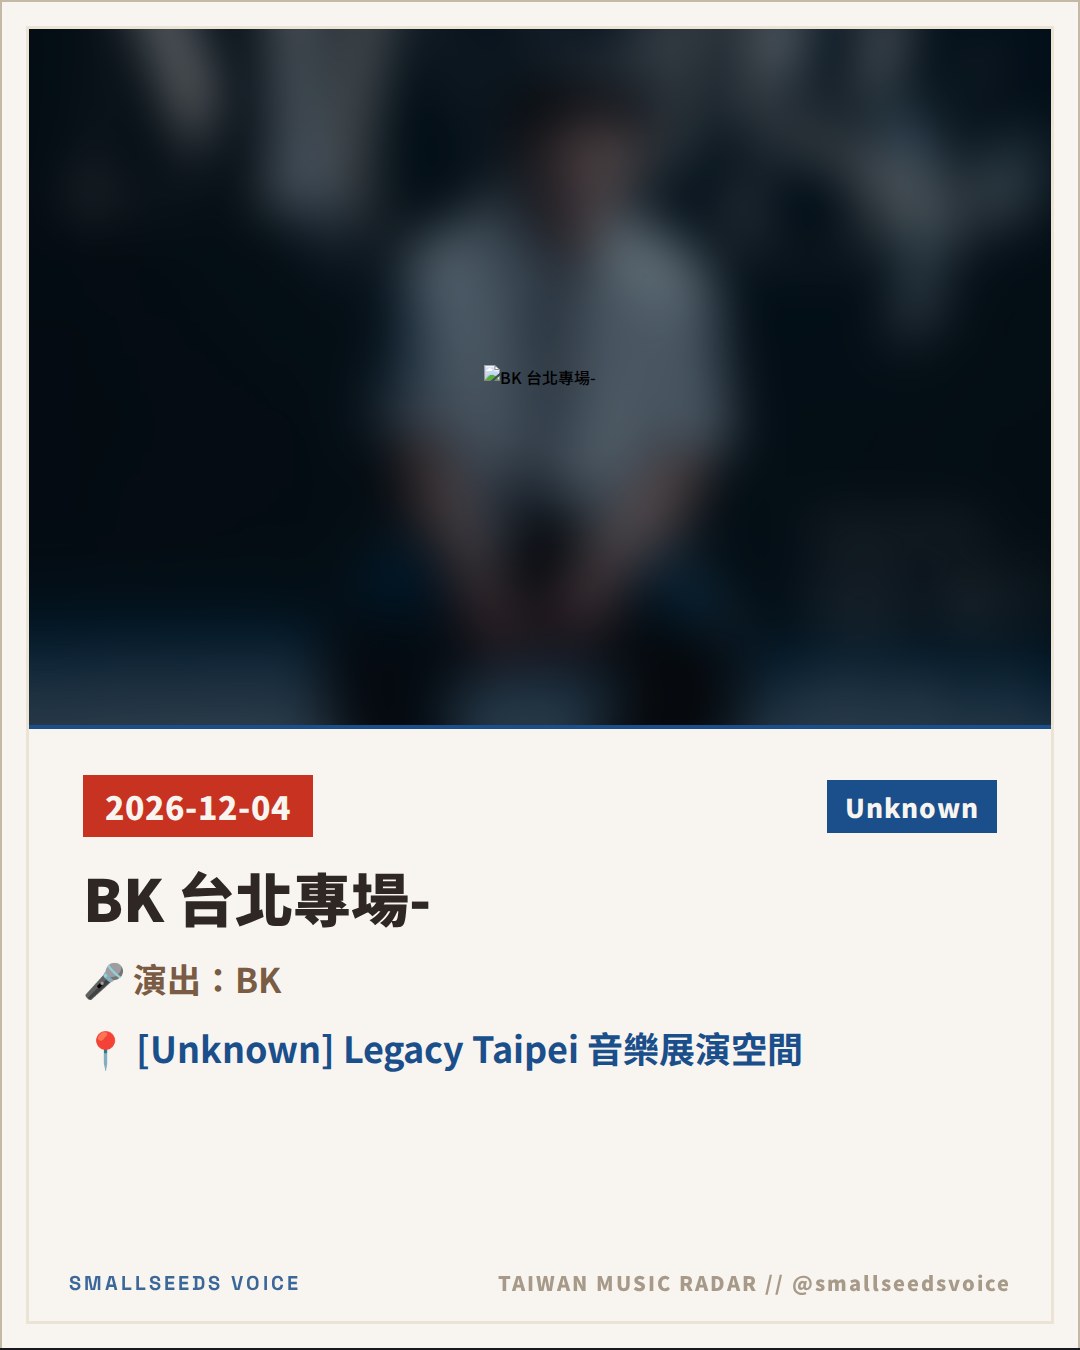 BK 台北專場-
2026-12-04
Unknown
BK 台北專場-
🎤 演出：BK
📍 [Unknown] Legacy Taipei 音樂展演空間
SMALLSEEDS VOICE
TAIWAN MUSIC RADAR // @smallseedsvoice